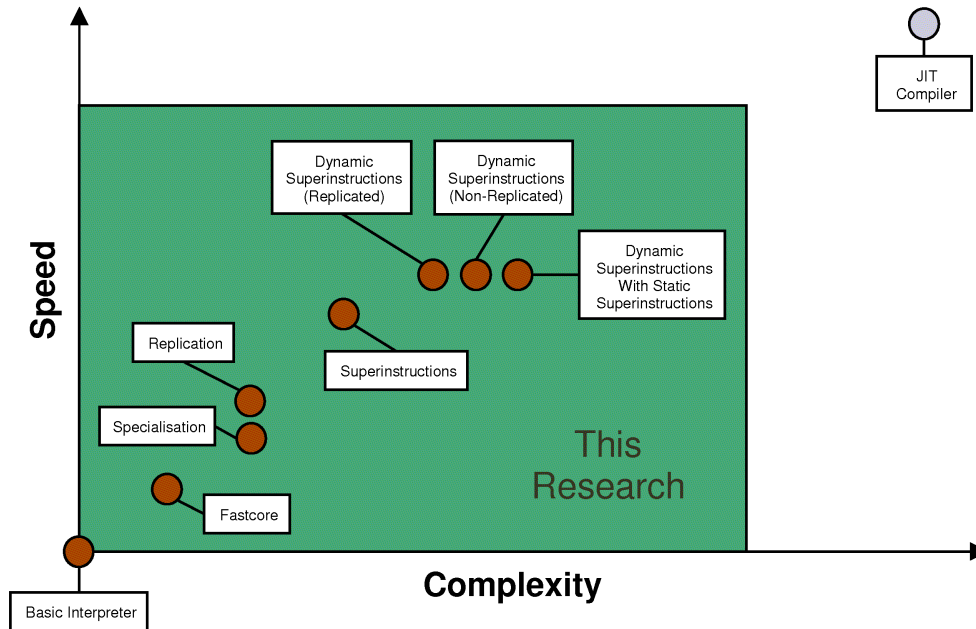 JIT
Compiler
Dynamic
Superinstructions
(Replicated)
Dynamic
Superinstructions
(Non-Replicated)
Dynamic
Superinstructions
With Static
Superinstructions
Speed
Replication
Superinstructions
Specialisation
This
Research
Fastcore
Complexity
Basic Interpreter